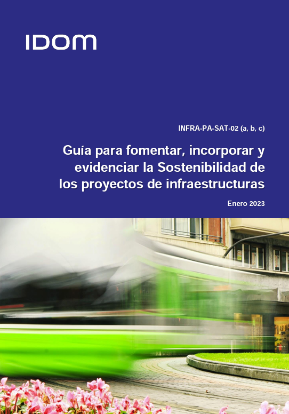 IDOM
INFRA-PA-SAT-02 (a, b, c)
Guía para fomentar, incorporar y
evidenciar la Sostenibilidad de
los proyectos de infraestructuras
Enero 2023